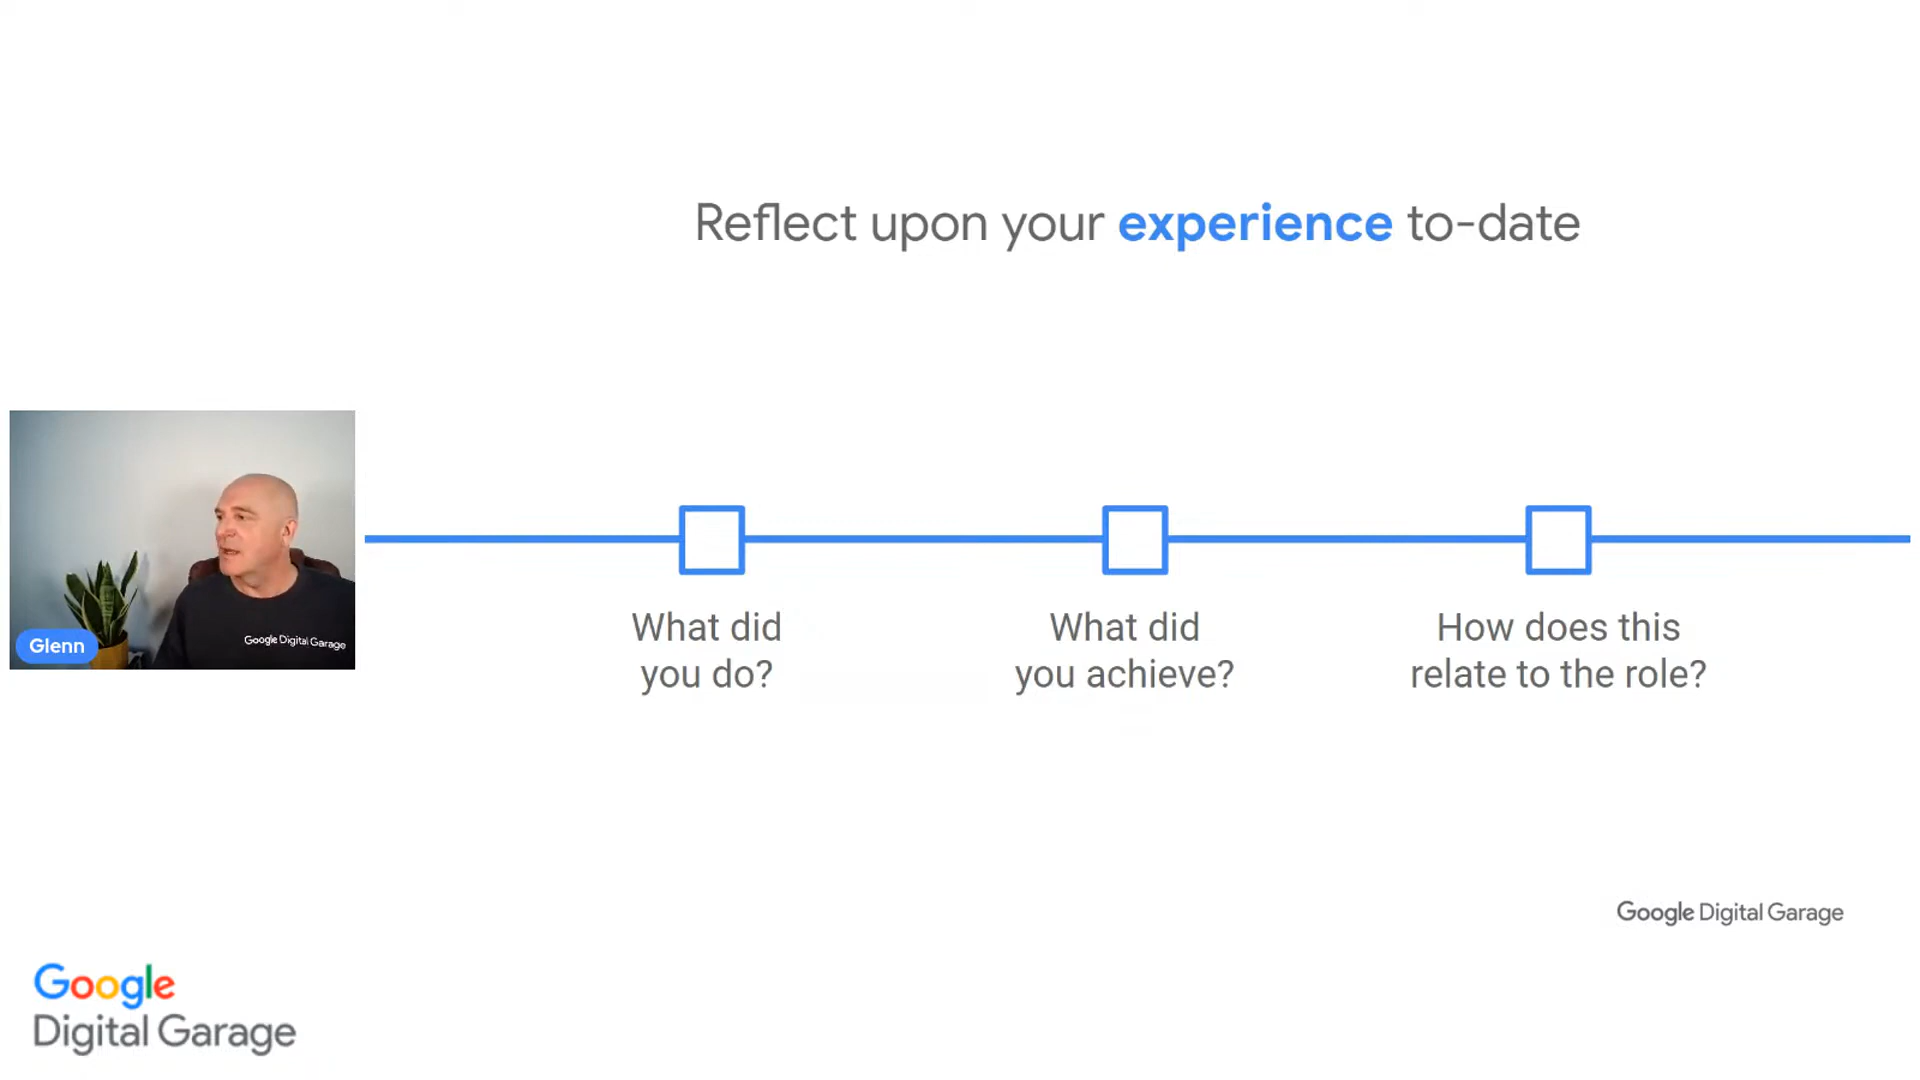 Reflect upon your experience to-date
Glenn
Google Digital Garage
What did
you do?
What did
you achieve?
How does this
relate to the role?
Google Digital Garage
Google
Digital Garage